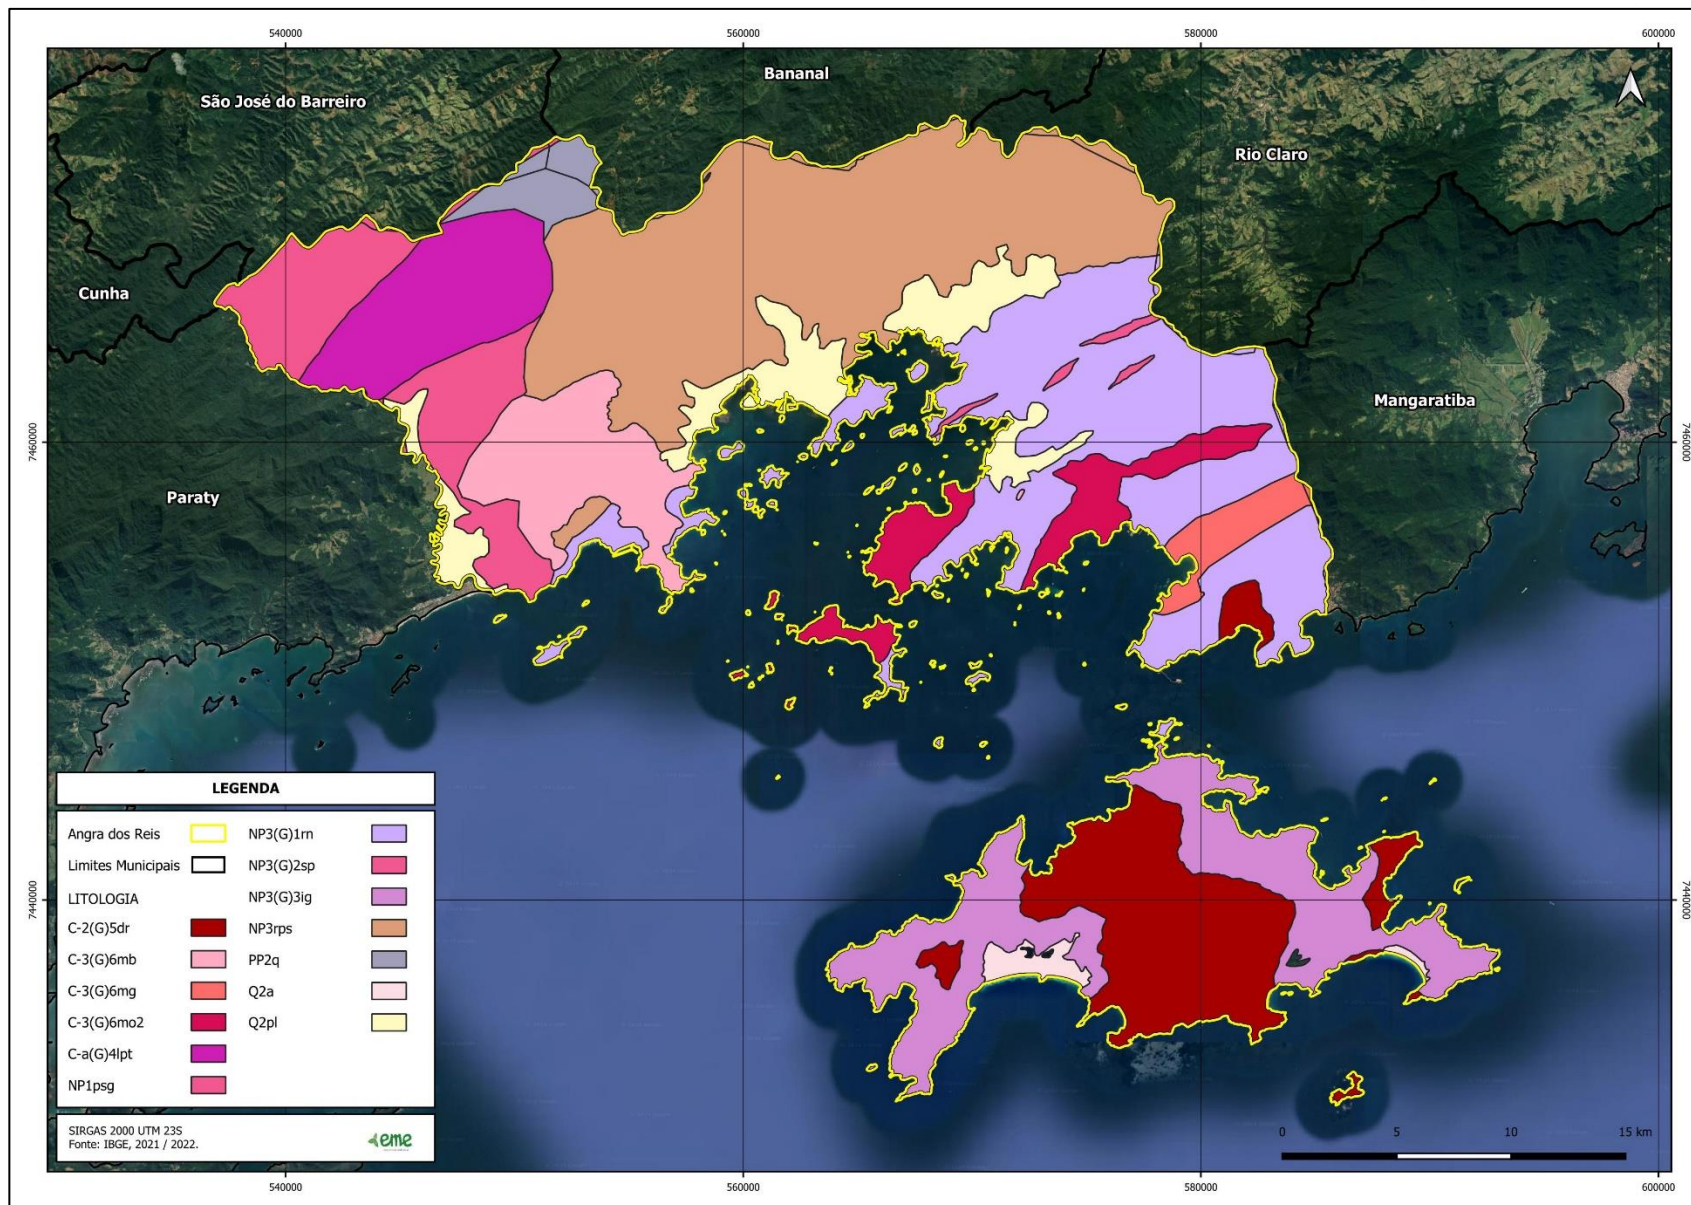 540000
560000
580000
600000
Bananal
São José do Barreiro
Rio Claro
Cunha
Mangaratiba
Paraty
7460000
7460000
7440000
7440000
LEGENDA
Angra dos Reis
Limites Municipais
LITOLOGIA
C-2(G)5dr
C-3(G)6mb
C-3(G)6mg
C-3(G)6mo2
C-a(G)4lpt
NP1psg
NP3(G)1rn
NP3(G)2sp
NP3(G)3ig
NP3rps
PP2q
Q2a
Q2pl
SIRGAS 2000 UTM 23S
Fonte: IBGE, 2021 / 2022.
eme
0 5 10 15 km
540000
560000
580000
600000